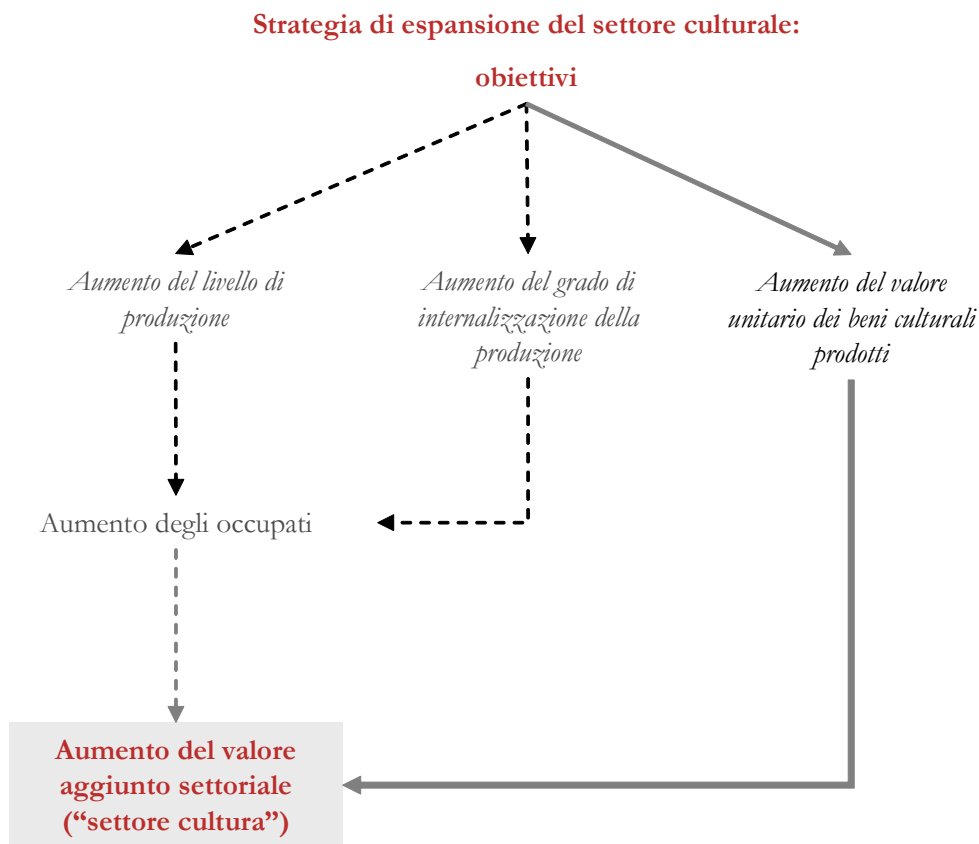 Strategia di espansione del settore culturale:
obiettivi
Aumento del livello di
produzione
Aumento del grado di
internalizzazione della
produzione
Aumento del valore
unitario dei beni culturali
prodotti
Aumento degli occupati
Aumento del valore
aggiunto settoriale
(“settore cultura”)